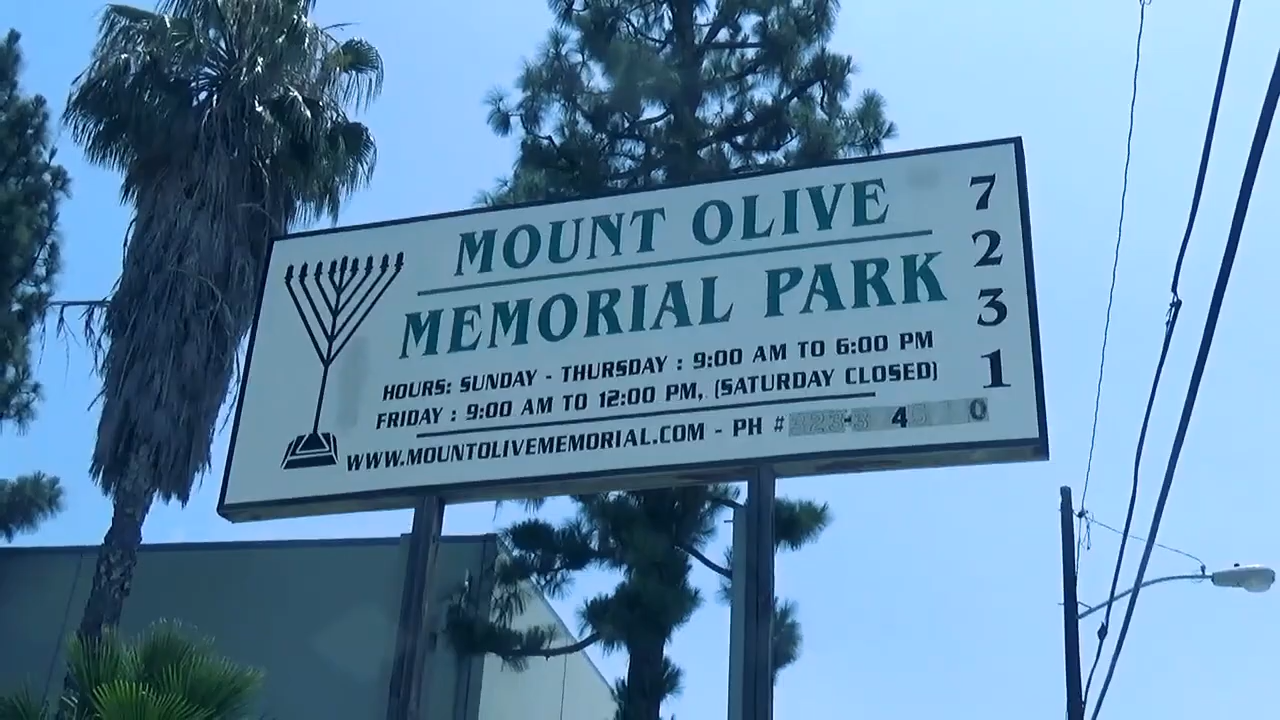 MOUNT OLIVE
MEMORIAL PARK
HOURS: SUNDAY - THURSDAY : 9:00 AM TO 6:00 PM
FRIDAY : 9:00 AM TO 12:00 PM, (SATURDAY CLOSED)
WWW.MOUNTOLIVEMEMORIAL.COM - PH #
7
2
3
1